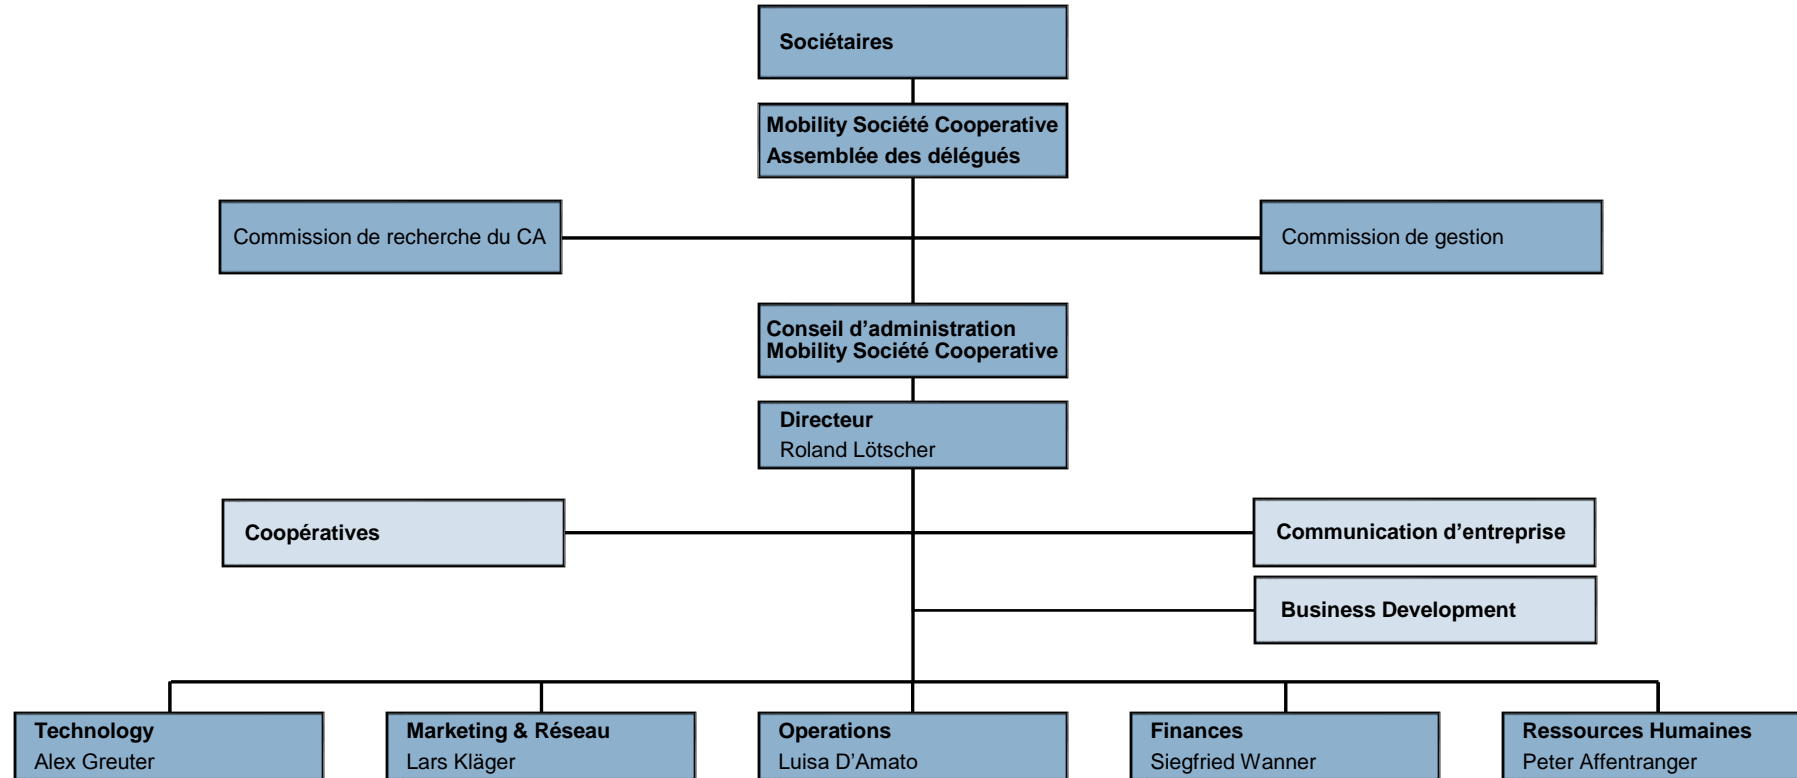 Sociétaires
Mobility Société Cooperative
Assemblée des délégués
Commission de recherche du CA
Commission de gestion
Conseil d’administration
Mobility Société Cooperative
Directeur
Roland Lötscher
Coopératives
Communication d’entreprise
Business Development
Technology
Alex Greuter
Marketing & Réseau
Lars Kläger
Operations
Luisa D’Amato
Finances
Siegfried Wanner
Ressources Humaines
Peter Affentranger